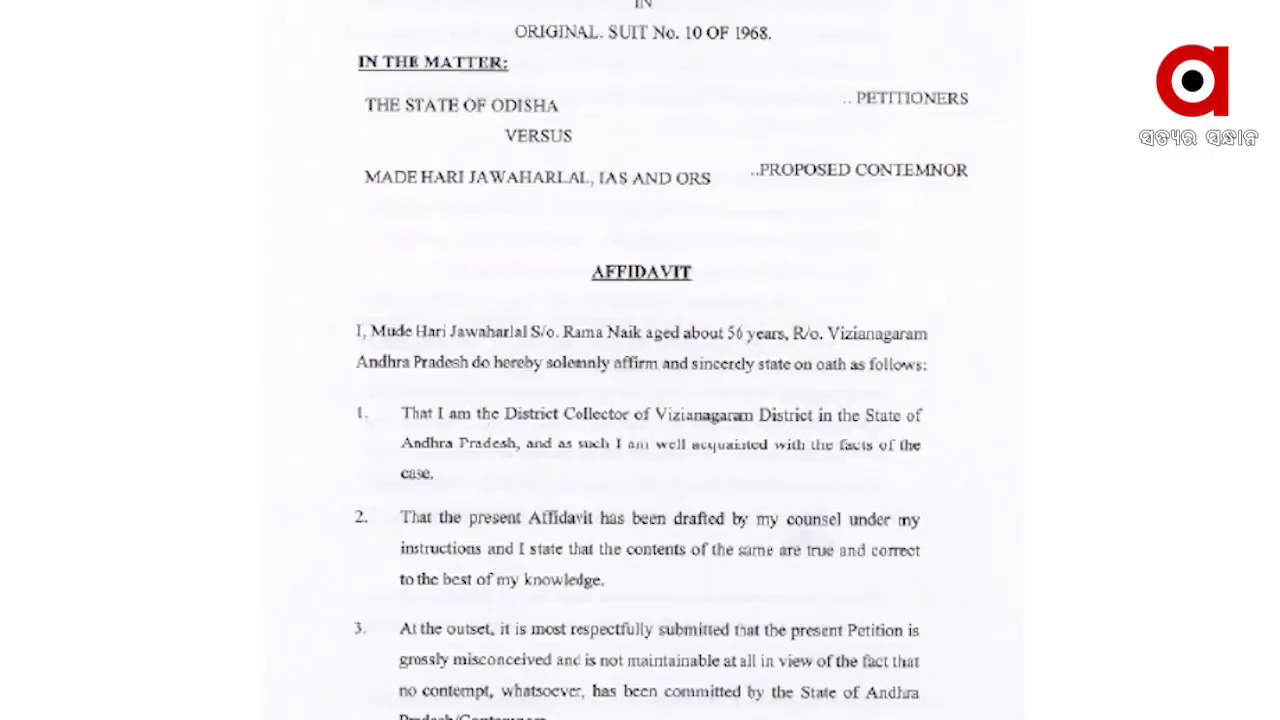 IN
ORIGINAL. SUIT No. 10 OF 1968.
IN THE MATTER:
THE STATE OF ODISHA
.. PETITIONERS
VERSUS
MADE HARI JAWAHARLAL, IAS AND ORS
..PROPOSED CONTEMNOR
ସତ୍ୟର ସନ୍ଧାନ
AFFIDAVIT
I, Mude Hari Jawaharlal S/o. Rama Naik aged about 56 years, R/o. Vizianagaram
Andhra Pradesh do hereby solemnly affirm and sincerely state on oath as follows:
1. That I am the District Collector of Vizianagaram District in the State of
Andhra Pradesh, and as such I am well acquainted with the facts of the
case.
2. That the present Affidavit has been drafted by my counsel under my
instructions and I state that the contents of the same are true and correct
to the best of my knowledge.
3. At the outset, it is most respectfully submitted that the present Petition is
grossly misconceived and is not maintainable at all in view of the fact that
no contempt, whatsoever, has been committed by the State of Andhra
Pradesh/Contemnors